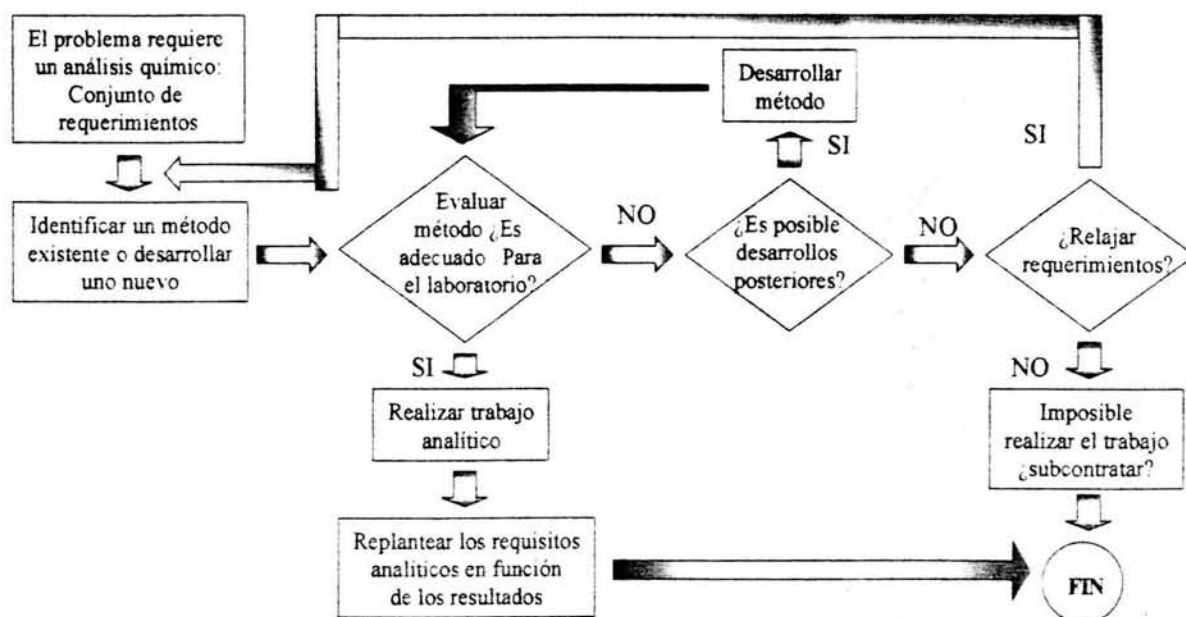 El problema requiere
un análisis químico:
Conjunto de
requerimientos
Identificar un método
existente o desarrollar
uno nuevo
Evaluar
método ¿Es
adecuado Para
el laboratorio?
NO
Desarrollar
método
SI
¿Es posible
desarrollos
posteriores?
NO
SI
¿Relajar
requerimientos?
SI
Realizar trabajo
analítico
Replantear los requisitos
analíticos en función
de los resultados
NO
Imposible
realizar el trabajo
¿subcontratar?
FIN